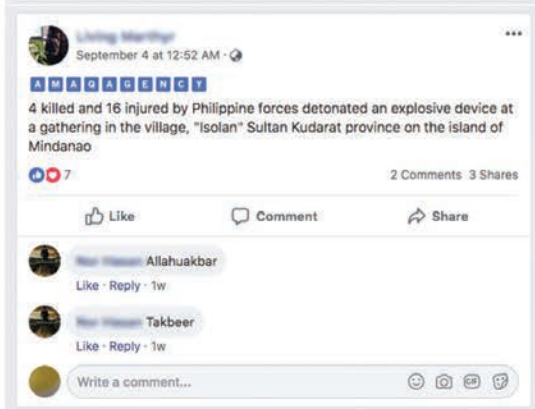 September 4 at 12:52 AM ·
AMAQAGENCY
4 killed and 16 injured by Philippine forces detonated an explosive device at
a gathering in the village, "Isolan" Sultan Kudarat province on the island of
Mindanao
7 2 Comments 3 Shares
Like Comment Share
Allahuakbar
Like · Reply · 1w
Takbeer
Like · Reply · 1w
Write a comment...
GIF